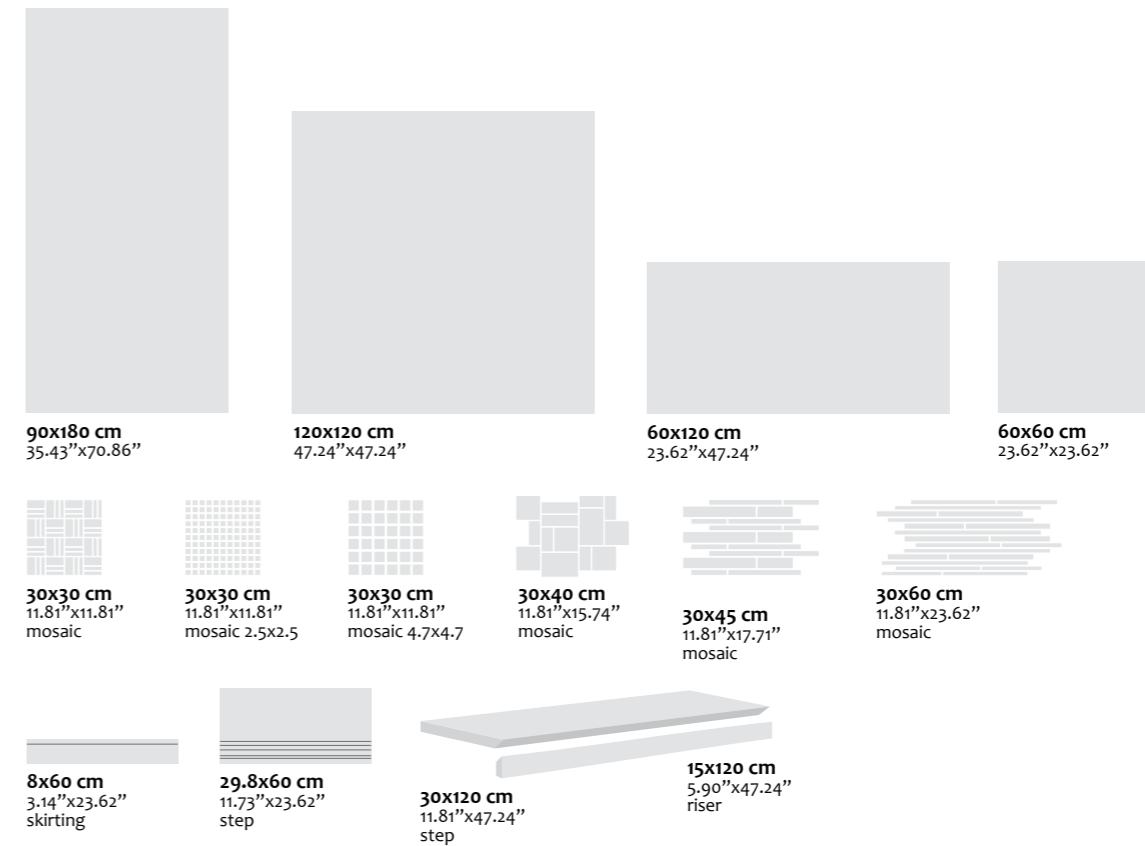 90x180 cm
35.43”x70.86”
120x120 cm
47.24”x47.24”
60x120 cm
23.62”x47.24”
60x60 cm
23.62”x23.62”
30x30 cm
11.81”x11.81”
mosaic
30x30 cm
11.81”x11.81”
mosaic 2.5x2.5
30x30 cm
11.81”x11.81”
mosaic 4.7x4.7
30x40 cm
11.81”x15.74”
mosaic
30x45 cm
11.81”x17.71”
mosaic
30x60 cm
11.81”x23.62”
mosaic
8x60 cm
3.14”x23.62”
skirting
29.8x60 cm
11.73”x23.62”
step
30x120 cm
11.81”x47.24”
step
15x120 cm
5.90”x47.24”
riser